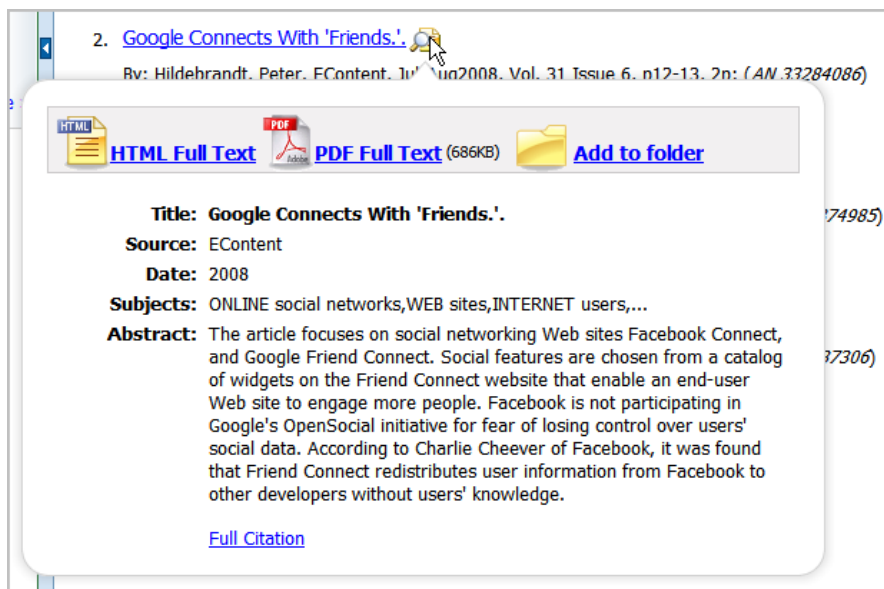 2. Google Connects With 'Friends.'.
By: Hildebrandt, Peter. EContent, Jul/Aug2008, Vol. 31 Issue 6, p12-13, 2p; (AN 33284086)
HTML Full Text PDF Full Text (686KB) Add to folder
Title: Google Connects With 'Friends.'.
74985)
Source: EContent
Date: 2008
Subjects: ONLINE social networks,WEB sites,INTERNET users,...
Abstract: The article focuses on social networking Web sites Facebook Connect,
and Google Friend Connect. Social features are chosen from a catalog
37306)
of widgets on the Friend Connect website that enable an end-user
Web site to engage more people. Facebook is not participating in
Google's OpenSocial initiative for fear of losing control over users'
social data. According to Charlie Cheever of Facebook, it was found
that Friend Connect redistributes user information from Facebook to
other developers without users' knowledge.
Full Citation